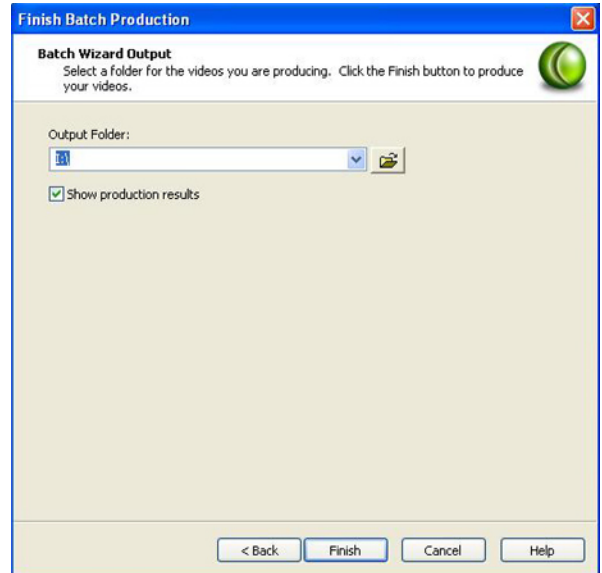 Finish Batch Production
Batch Wizard Output
Select a folder for the videos you are producing. Click the Finish button to produce
your videos.
Output Folder:
I:\
Show production results
< Back Finish Cancel Help